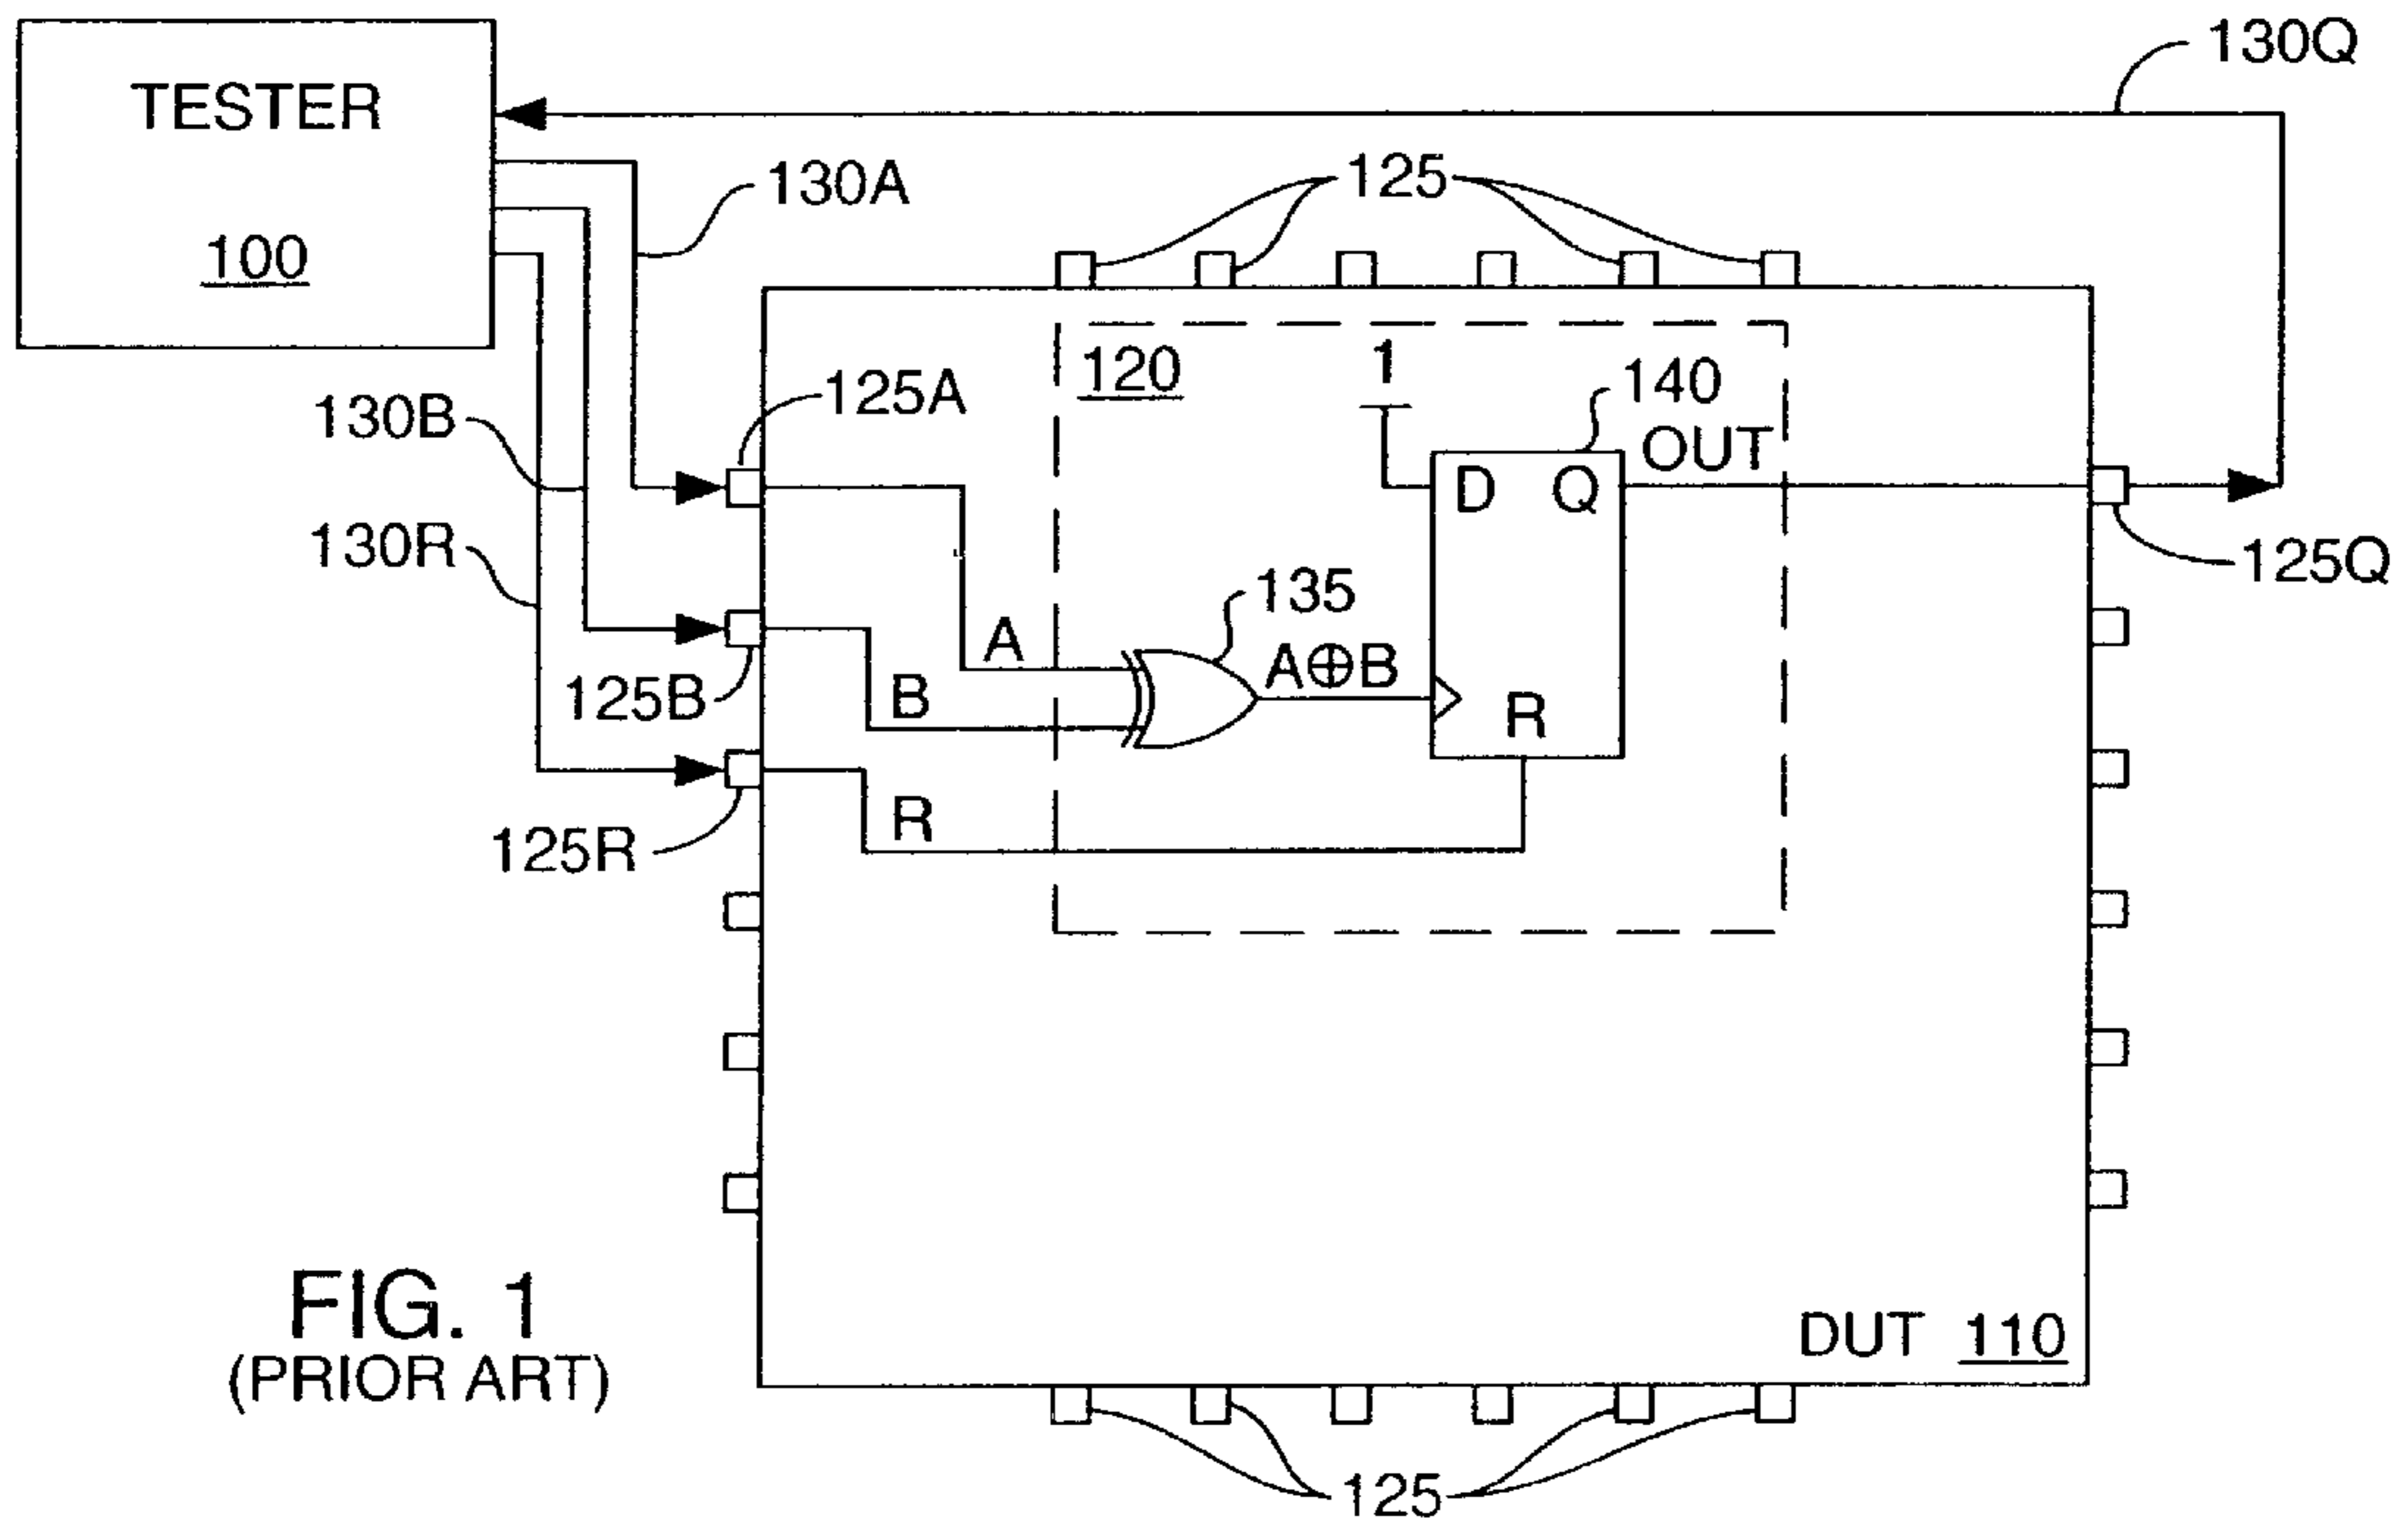 130Q
TESTER
130A
125
100
120
1
140
125A
130B
OUT
D Q
130R
125Q
135
A
A⊕B
125B
B
R
R
125R
FIG. 1
(PRIOR ART)
DUT 110
125